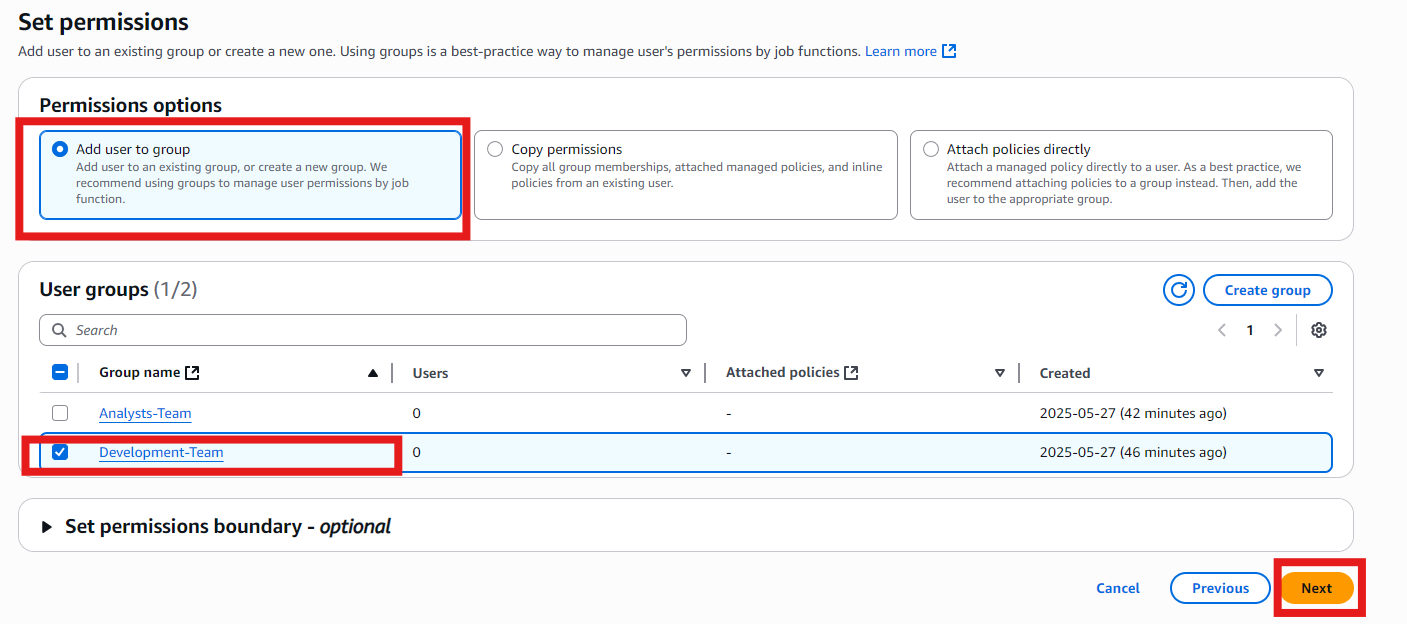 Set permissions
Add user to an existing group or create a new one. Using groups is a best-practice way to manage user's permissions by job functions. Learn more
Permissions options
Add user to group
Add user to an existing group, or create a new group. We
recommend using groups to manage user permissions by job
function.
Copy permissions
Copy all group memberships, attached managed policies, and inline
policies from an existing user.
Attach policies directly
Attach a managed policy directly to a user. As a best practice, we
recommend attaching policies to a group instead. Then, add the
user to the appropriate group.
User groups (1/2)
Create group
Search
1
Group name Users Attached policies Created
Analysts-Team 0 - 2025-05-27 (42 minutes ago)
Development-Team 0 - 2025-05-27 (46 minutes ago)
Set permissions boundary - optional
Cancel Previous Next